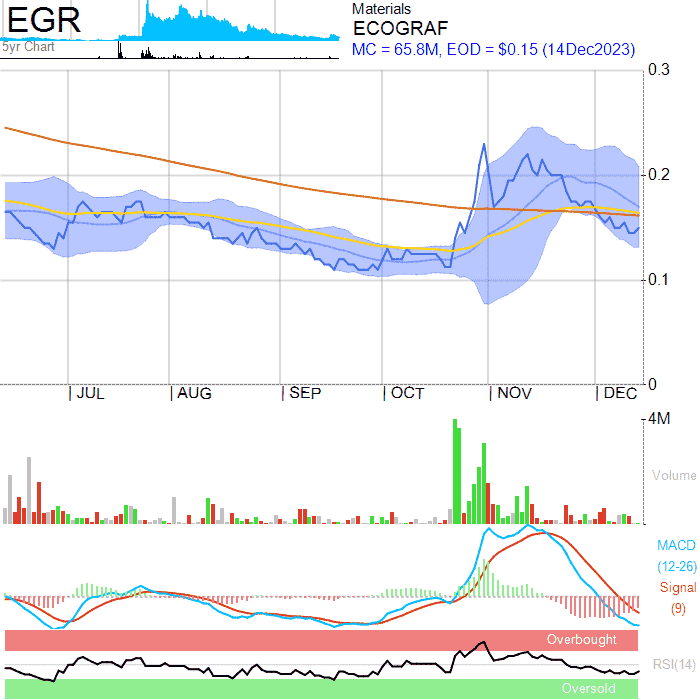 EGR
5yr Chart
Materials
ECOGRAF
MC = 65.8M, EOD = $0.15 (14Dec2023)
0.3
0.2
0.1
0
JUL AUG SEP OCT NOV DEC
4M
Volume
MACD
(12-26)
Signal
(9)
Overbought
RSI(14)
Oversold